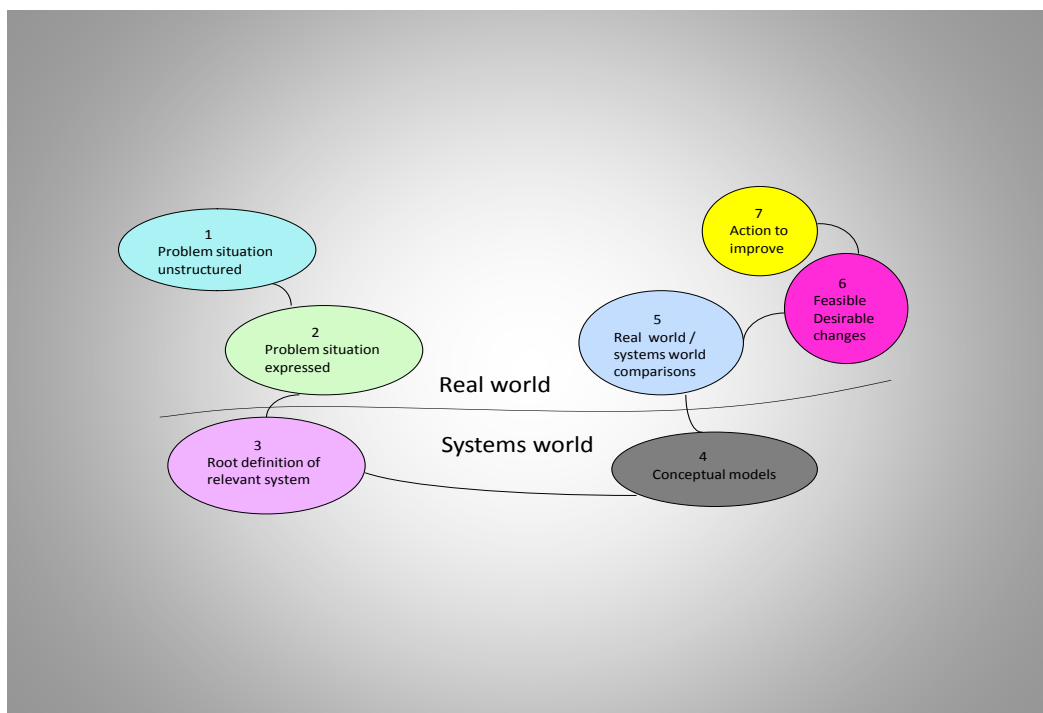 1
Problem situation
unstructured
2
Problem situation
expressed
Real world
Systems world
3
Root definition of
relevant system
4
Conceptual models
5
Real world /
systems world
comparisons
6
Feasible
Desirable
changes
7
Action to
improve